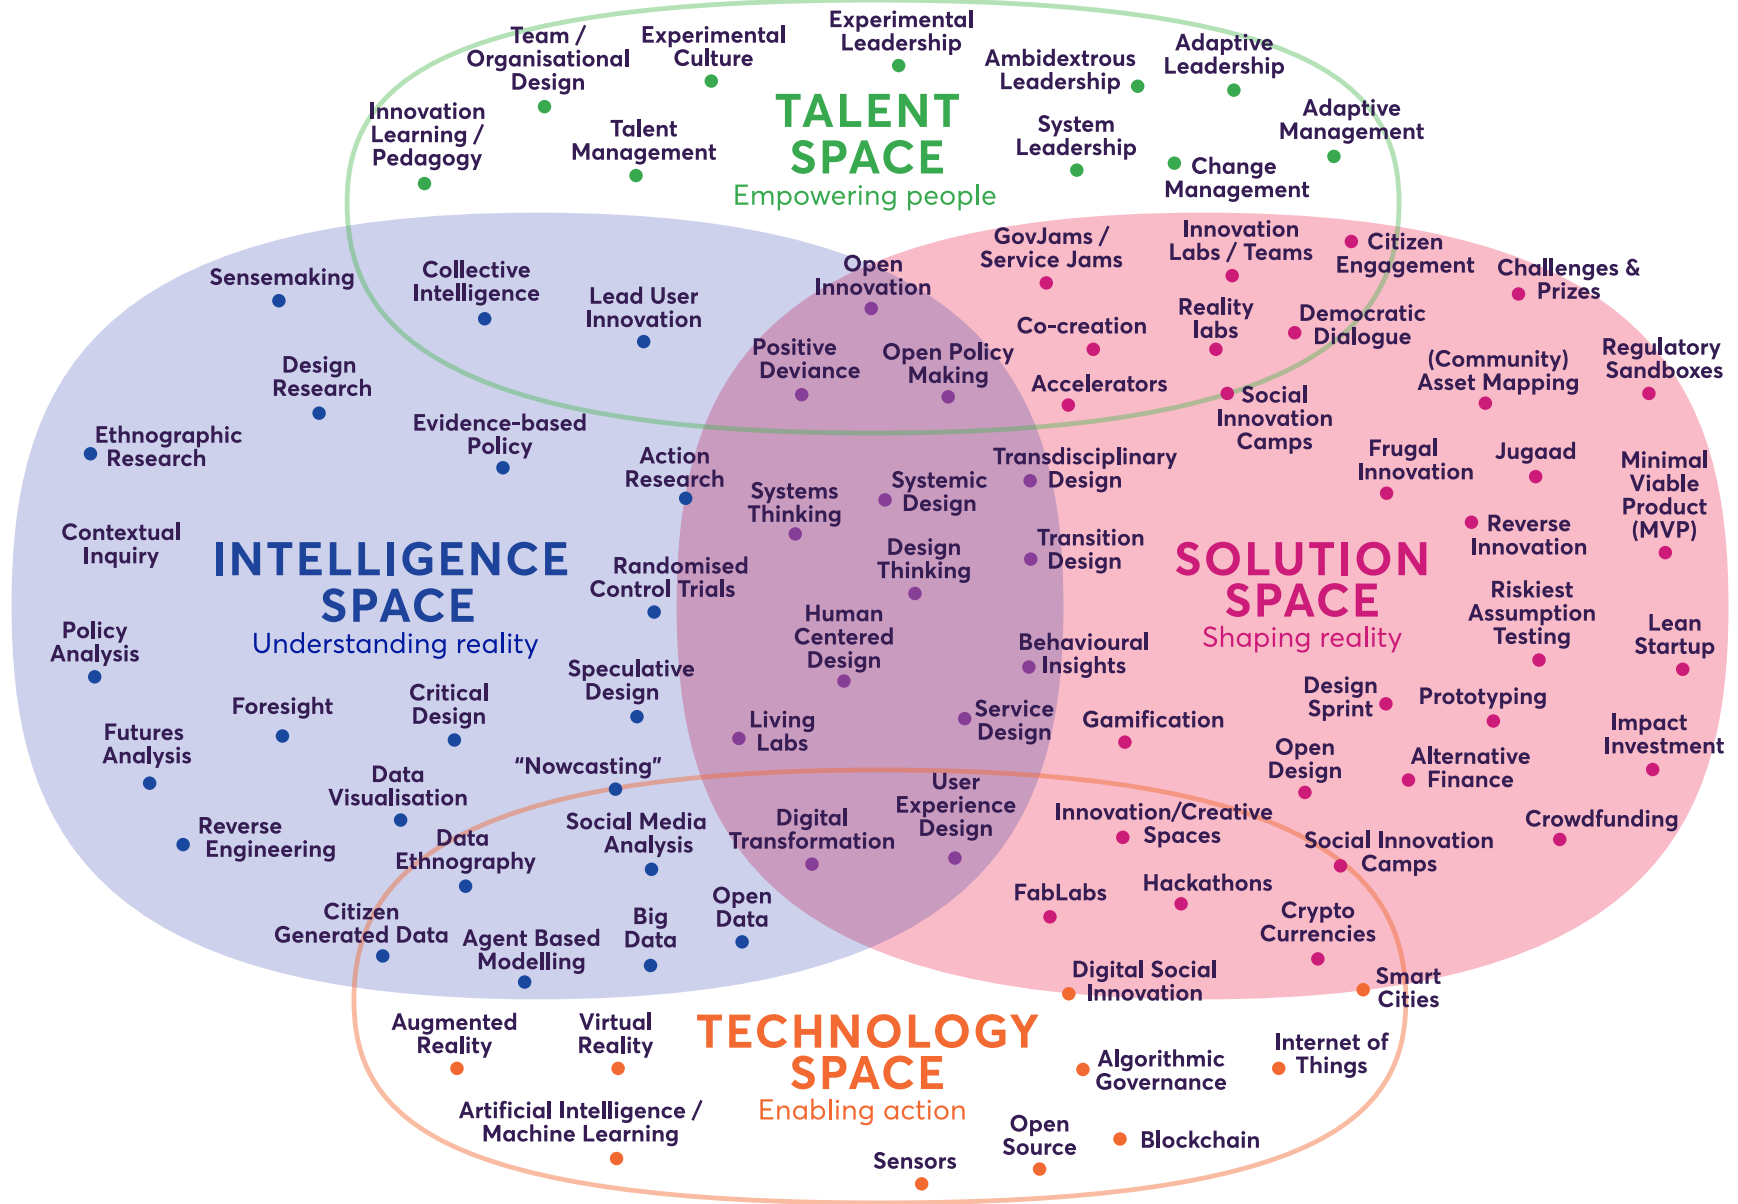 Team /
Organisational
Design
Experimental
Culture
Experimental
Leadership
Ambidextrous
Leadership
Adaptive
Leadership
Innovation
Learning /
Pedagogy
Talent
Management
TALENT
SPACE
Empowering people
System
Leadership
Change
Management
Adaptive
Management
Sensemaking
Collective
Intelligence
Lead User
Innovation
Open
Innovation
GovJams /
Service Jams
Innovation
Labs / Teams
Citizen
Engagement
Challenges &
Prizes
Design
Research
Positive
Deviance
Open Policy
Making
Co-creation
Reality
labs
Democratic
Dialogue
(Community)
Asset Mapping
Regulatory
Sandboxes
Accelerators
Social
Innovation
Camps
Ethnographic
Research
Evidence-based
Policy
Action
Research
Systems
Thinking
Systemic
Design
Transdisciplinary
Design
Frugal
Innovation
Jugaad
Minimal
Viable
Product
(MVP)
Contextual
Inquiry
INTELLIGENCE
SPACE
Understanding reality
Randomised
Control Trials
Design
Thinking
Transition
Design
SOLUTION
SPACE
Shaping reality
Reverse
Innovation
Riskiest
Assumption
Testing
Lean
Startup
Policy
Analysis
Human
Centered
Design
Behavioural
Insights
Speculative
Design
Foresight
Critical
Design
Living
Labs
Service
Design
Gamification
Design
Sprint
Prototyping
Impact
Investment
Futures
Analysis
Data
Visualisation
“Nowcasting”
Open
Design
Alternative
Finance
Reverse
Engineering
Data
Ethnography
Social Media
Analysis
Digital
Transformation
User
Experience
Design
Innovation/Creative
Spaces
Social Innovation
Camps
Crowdfunding
Citizen
Generated Data
Agent Based
Modelling
Big
Data
Open
Data
FabLabs
Hackathons
Crypto
Currencies
Digital Social
Innovation
Smart
Cities
Augmented
Reality
Virtual
Reality
TECHNOLOGY
SPACE
Enabling action
Algorithmic
Governance
Internet of
Things
Artificial Intelligence /
Machine Learning
Sensors
Open
Source
Blockchain